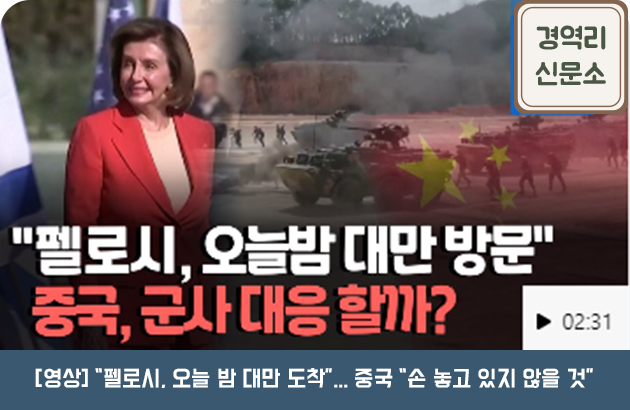 경역리
신문소
"펠로시, 오늘밤 대만 방문"
중국, 군사 대응 할까?
02:31
[영상] "펠로시, 오늘 밤 대만 도착"... 중국 "손 놓고 있지 않을 것"